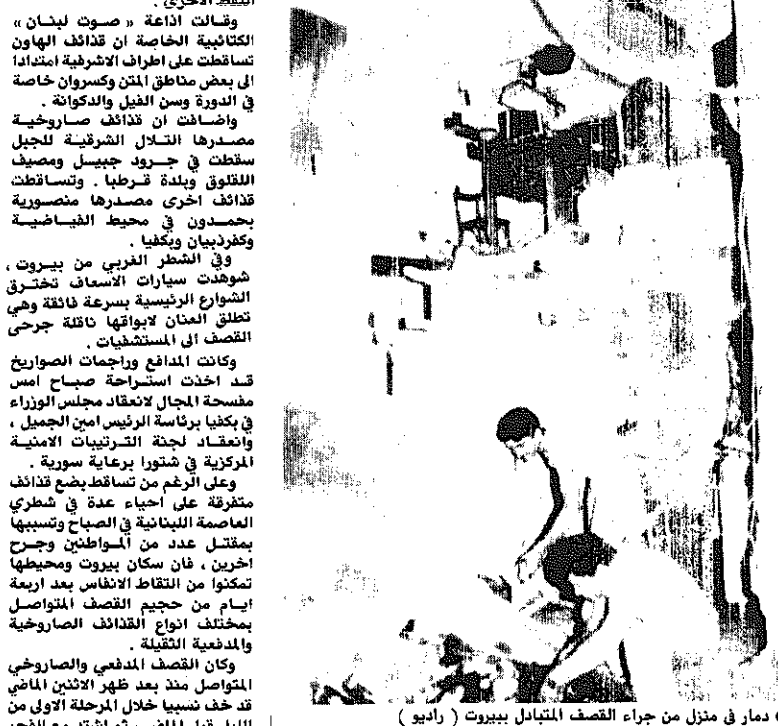 النقط الاخرى .
وقالت اذاعة « صوت لبنان »
الكتائبية الخاصة ان قذائف الهاون
تساقطت على اطراف الاشرفية امتدادا
الى بعض مناطق المتن وكسروان خاصة
في الدورة وسن الفيل والدكوانة .
واضافت ان قذائف صاروخية
مصدرها التلال الشرقية للجبل
سقطت في جرود جبيل ومصيف
اللقلوق وبلدة قرطبا . وتساقطت
قذائف اخرى مصدرها منصورية
بحمدون في محيط الفياضية
وكفرذبيان وبكفيا .
وفي الشطر الغربي من بيروت ،
شوهدت سيارات الاسعاف تخترق
الشوارع الرئيسية بسرعة فائقة وهي
تطلق العنان لابواقها ناقلة جرحى
القصف الى المستشفيات .
وكانت المدافع وراجمات الصواريخ
قد اخذت استراحة صباح امس
مفسحة المجال لانعقاد مجلس الوزراء
في بكفيا برئاسة الرئيس امين الجميل ،
وانعقاد لجنة الترتيبات الامنية
المركزية في شتورا برعاية سورية .
وعلى الرغم من تساقط بضع قذائف
متفرقة على احياء عدة في شطري
العاصمة اللبنانية في الصباح وتسببها
بمقتل عدد من المواطنين وجرح
اخرين ، فان سكان بيروت ومحيطها
تمكنوا من التقاط الانفاس بعد اربعة
ايام من حجيم القصف المتواصل
بمختلف انواع القذائف الصاروخية
والمدفعية الثقيلة .
وكان القصف المدفعي والصاروخي
المتواصل منذ بعد ظهر الاثنين الماضي
قد خف نسبيا خلال المرحلة الاولى من
الليل قبل الماضي ثم اشتد مع الفجر
دمار في منزل من جراء القصف المتبادل ببيروت ( راديو )